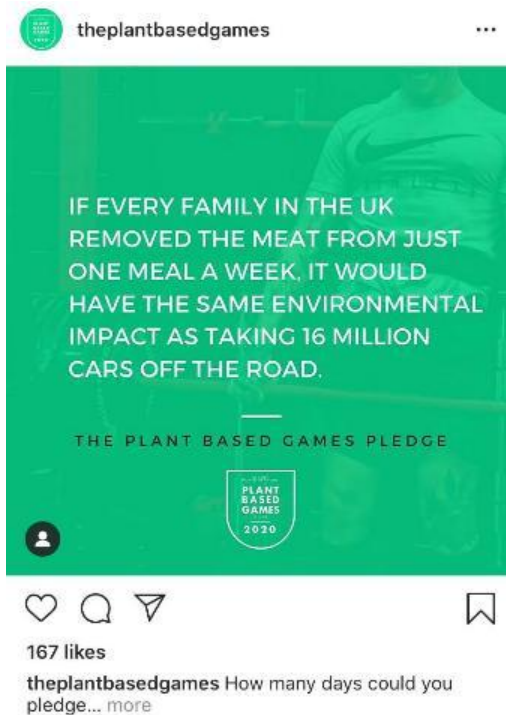 theplantbasedgames
IF EVERY FAMILY IN THE UK
REMOVED THE MEAT FROM JUST
ONE MEAL A WEEK, IT WOULD
HAVE THE SAME ENVIRONMENTAL
IMPACT AS TAKING 16 MILLION
CARS OFF THE ROAD.
THE PLANT BASED GAMES PLEDGE
PLANT
BASED
GAMES
2020
167 likes
theplantbasedgames How many days could you
pledge... more